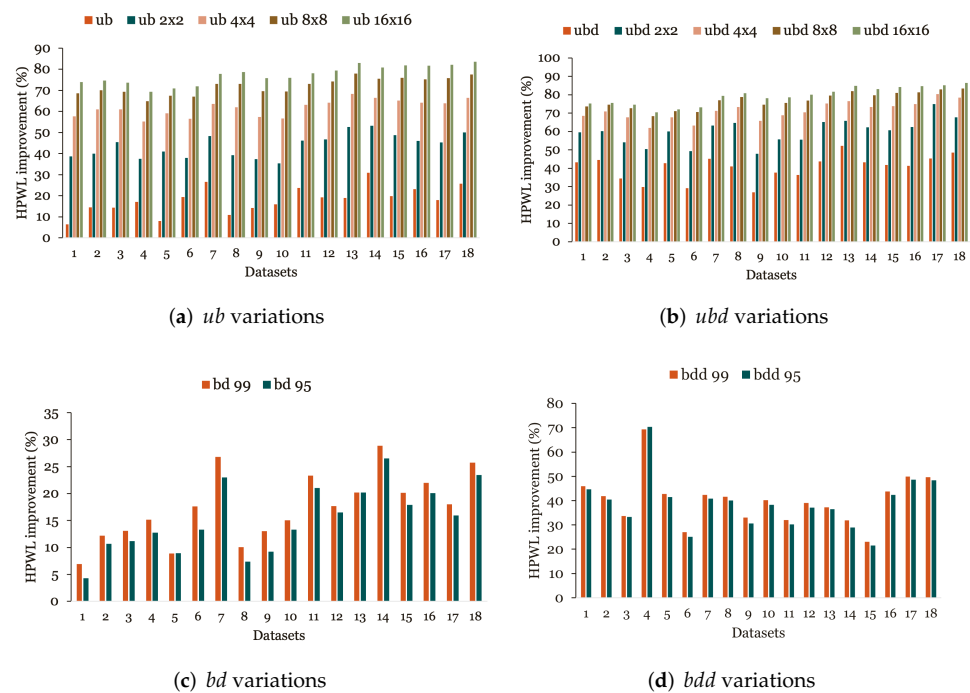 ub ub 2x2 ub 4x4 ub 8x8 ub 16x16
HPWL improvement (%)
90
80
70
60
50
40
30
20
10
0
1 2 3 4 5 6 7 8 9 10 11 12 13 14 15 16 17 18
Datasets
(a) ub variations
ubd ubd 2x2 ubd 4x4 ubd 8x8 ubd 16x16
HPWL improvement (%)
100
90
80
70
60
50
40
30
20
10
0
1 2 3 4 5 6 7 8 9 10 11 12 13 14 15 16 17 18
Datasets
(b) ubd variations
bd 99 bd 95
HPWL improvement (%)
35
30
25
20
15
10
5
0
1 2 3 4 5 6 7 8 9 10 11 12 13 14 15 16 17 18
Datasets
(c) bd variations
bdd 99 bdd 95
HPWL improvement (%)
80
70
60
50
40
30
20
10
0
1 2 3 4 5 6 7 8 9 10 11 12 13 14 15 16 17 18
Datasets
(d) bdd variations